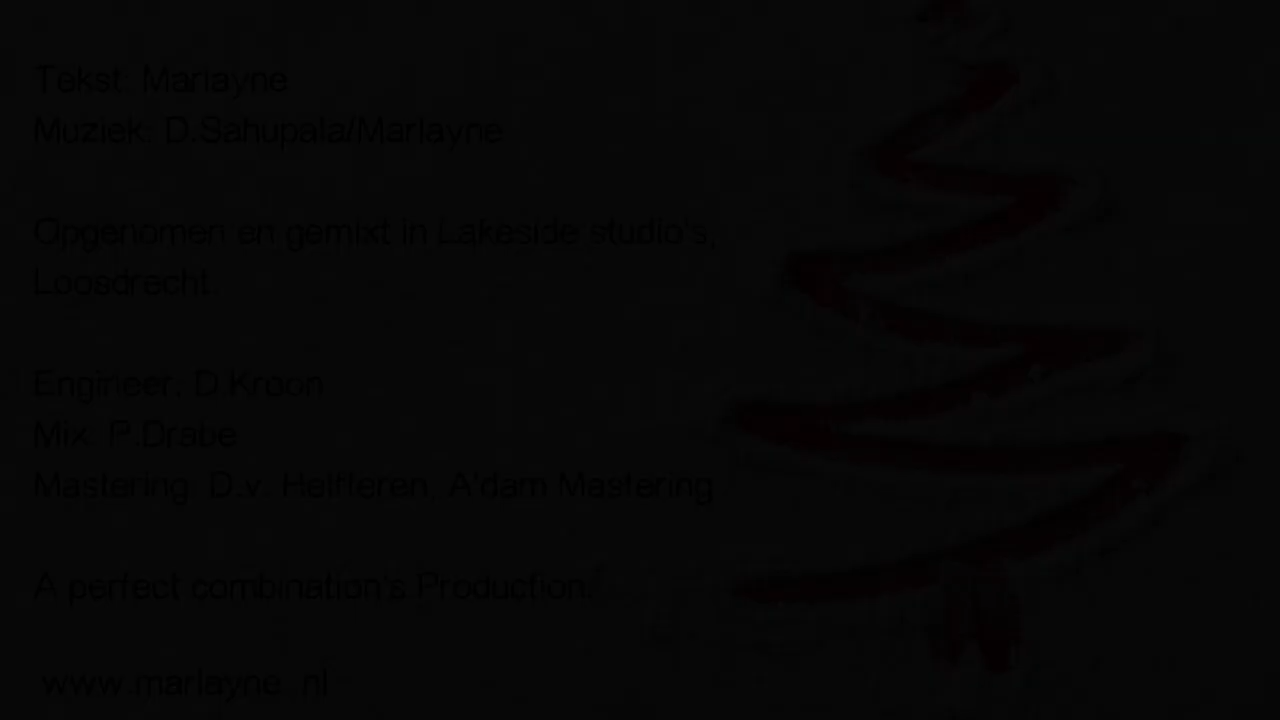 Tekst: Marlayne
Muziek: D.Sahupala/Marlayne
Opgenomen en gemixt in Lakeside studio's,
Loosdrecht.
Engineer: D.Kroon
Mix: P.Drabe
Mastering: D.v. Helfteren, A'dam Mastering
A perfect combination's Production.
www.marlayne. nl